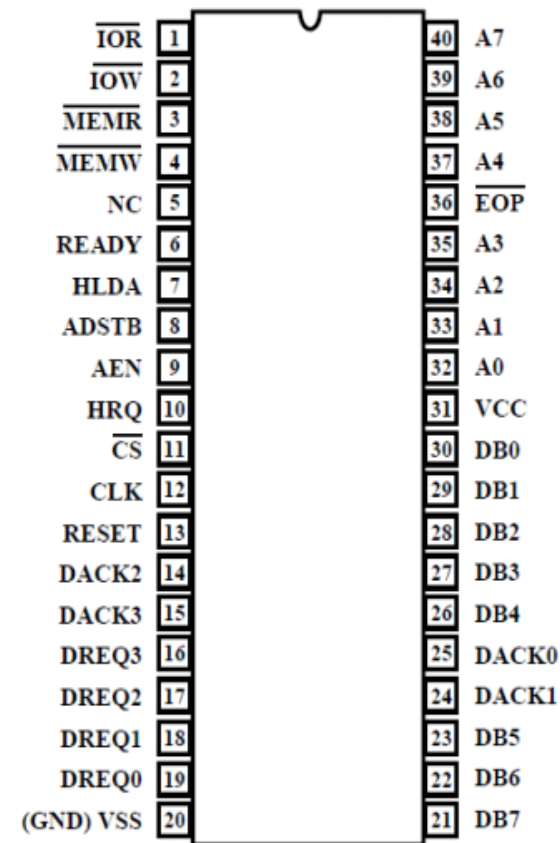 IOR 1 40 A7
IOW 2 39 A6
MEMR 3 38 A5
MEMW 4 37 A4
NC 5 36 EOP
READY 6 35 A3
HLDA 7 34 A2
ADSTB 8 33 A1
AEN 9 32 A0
HRQ 10 31 VCC
CS 11 30 DB0
CLK 12 29 DB1
RESET 13 28 DB2
DACK2 14 27 DB3
DACK3 15 26 DB4
DREQ3 16 25 DACK0
DREQ2 17 24 DACK1
DREQ1 18 23 DB5
DREQ0 19 22 DB6
(GND) VSS 20 21 DB7